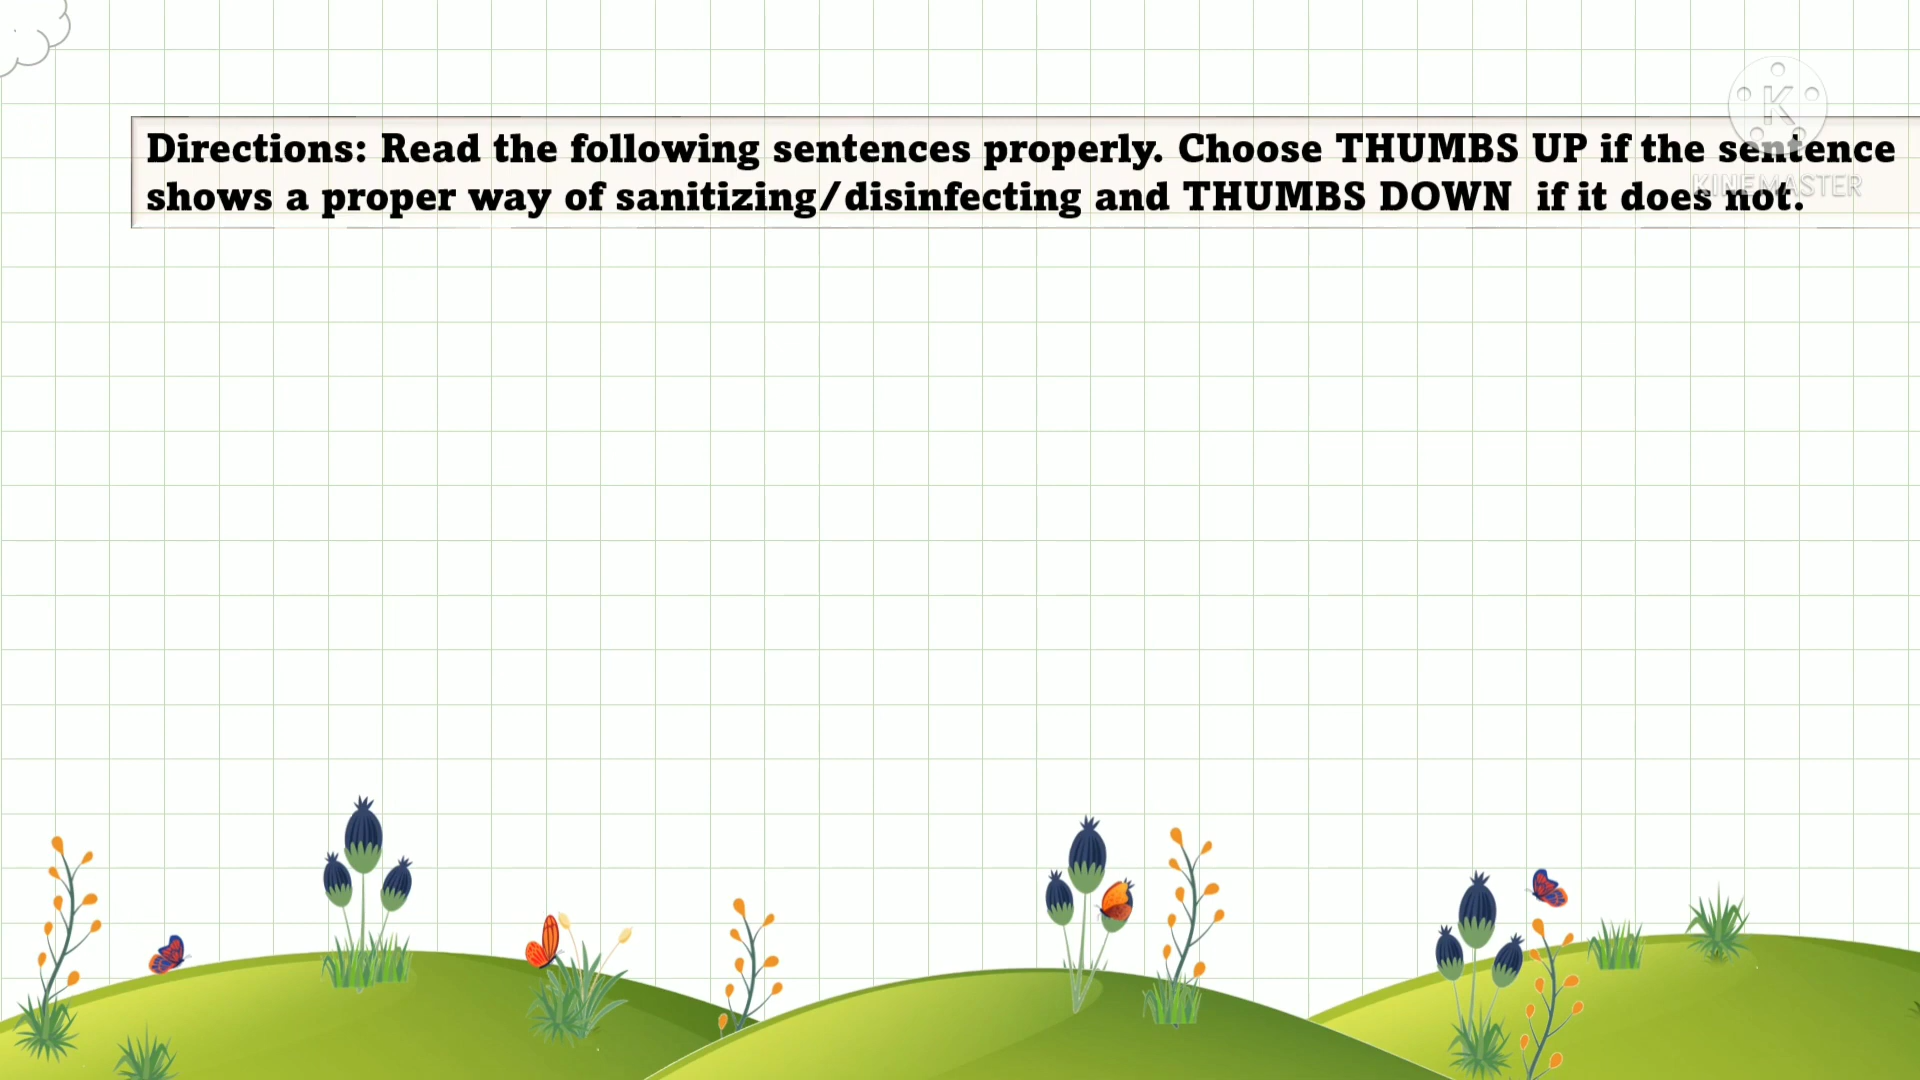 Directions: Read the following sentences properly. Choose THUMBS UP if the sentence
shows a proper way of sanitizing/disinfecting and THUMBS DOWN if it does not.
K
KINEMASTER